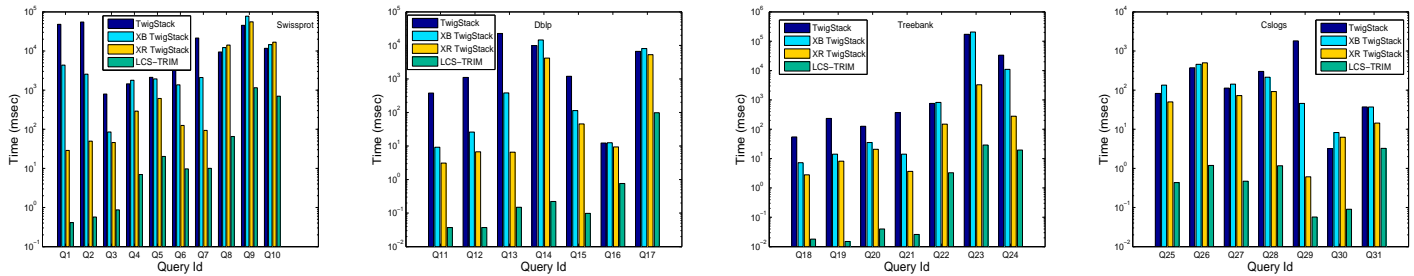 Swissprot
TwigStack
XB TwigStack
XR TwigStack
LCS-TRIM
Time (msec)
10^5
10^4
10^3
10^2
10^1
10^0
10^-1
Q1 Q2 Q3 Q4 Q5 Q6 Q7 Q8 Q9 Q10
Query Id
Dblp
TwigStack
XB TwigStack
XR TwigStack
LCS-TRIM
Time (msec)
10^5
10^4
10^3
10^2
10^1
10^0
10^-1
10^-2
Q11 Q12 Q13 Q14 Q15 Q16 Q17
Query Id
Treebank
TwigStack
XB TwigStack
XR TwigStack
LCS-TRIM
Time (msec)
10^6
10^5
10^4
10^3
10^2
10^1
10^0
10^-1
10^-2
Q18 Q19 Q20 Q21 Q22 Q23 Q24
Query Id
Cslogs
TwigStack
XB TwigStack
XR TwigStack
LCS-TRIM
Time (msec)
10^5
10^4
10^3
10^2
10^1
10^0
10^-1
10^-2
Q25 Q26 Q27 Q28 Q29 Q30 Q31
Query Id